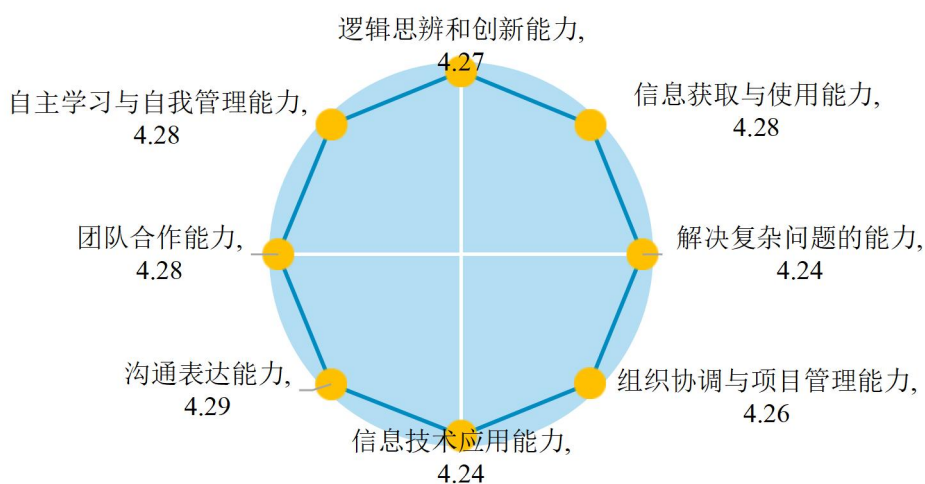 逻辑思辨和创新能力,
4.27
信息获取与使用能力,
4.28
解决复杂问题的能力,
4.24
组织协调与项目管理能力,
4.26
信息技术应用能力,
4.24
沟通表达能力,
4.29
团队合作能力,
4.28
自主学习与自我管理能力,
4.28